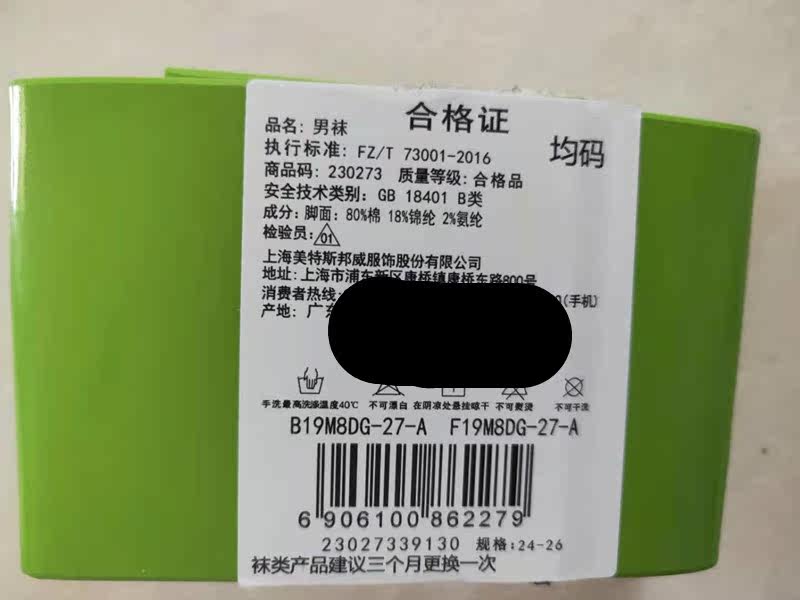 合格证
品名: 男袜
均码
执行标准: FZ/T 73001-2016
商品码: 230273 质量等级: 合格品
安全技术类别: GB 18401 B类
成分: 脚面: 80%棉 18%锦纶 2%氨纶
检验员: 01
上海美特斯邦威服饰股份有限公司
地址: 上海市浦东新区康桥镇康桥东路800号
消费者热线: (手机)
产地: 广东
手洗最高洗涤温度40℃ 不可漂白 在阴凉处悬挂晾干 不可熨烫 不可干洗
B19M8DG-27-A F19M8DG-27-A
6 906100 862279
23027339130 规格:24-26
袜类产品建议三个月更换一次